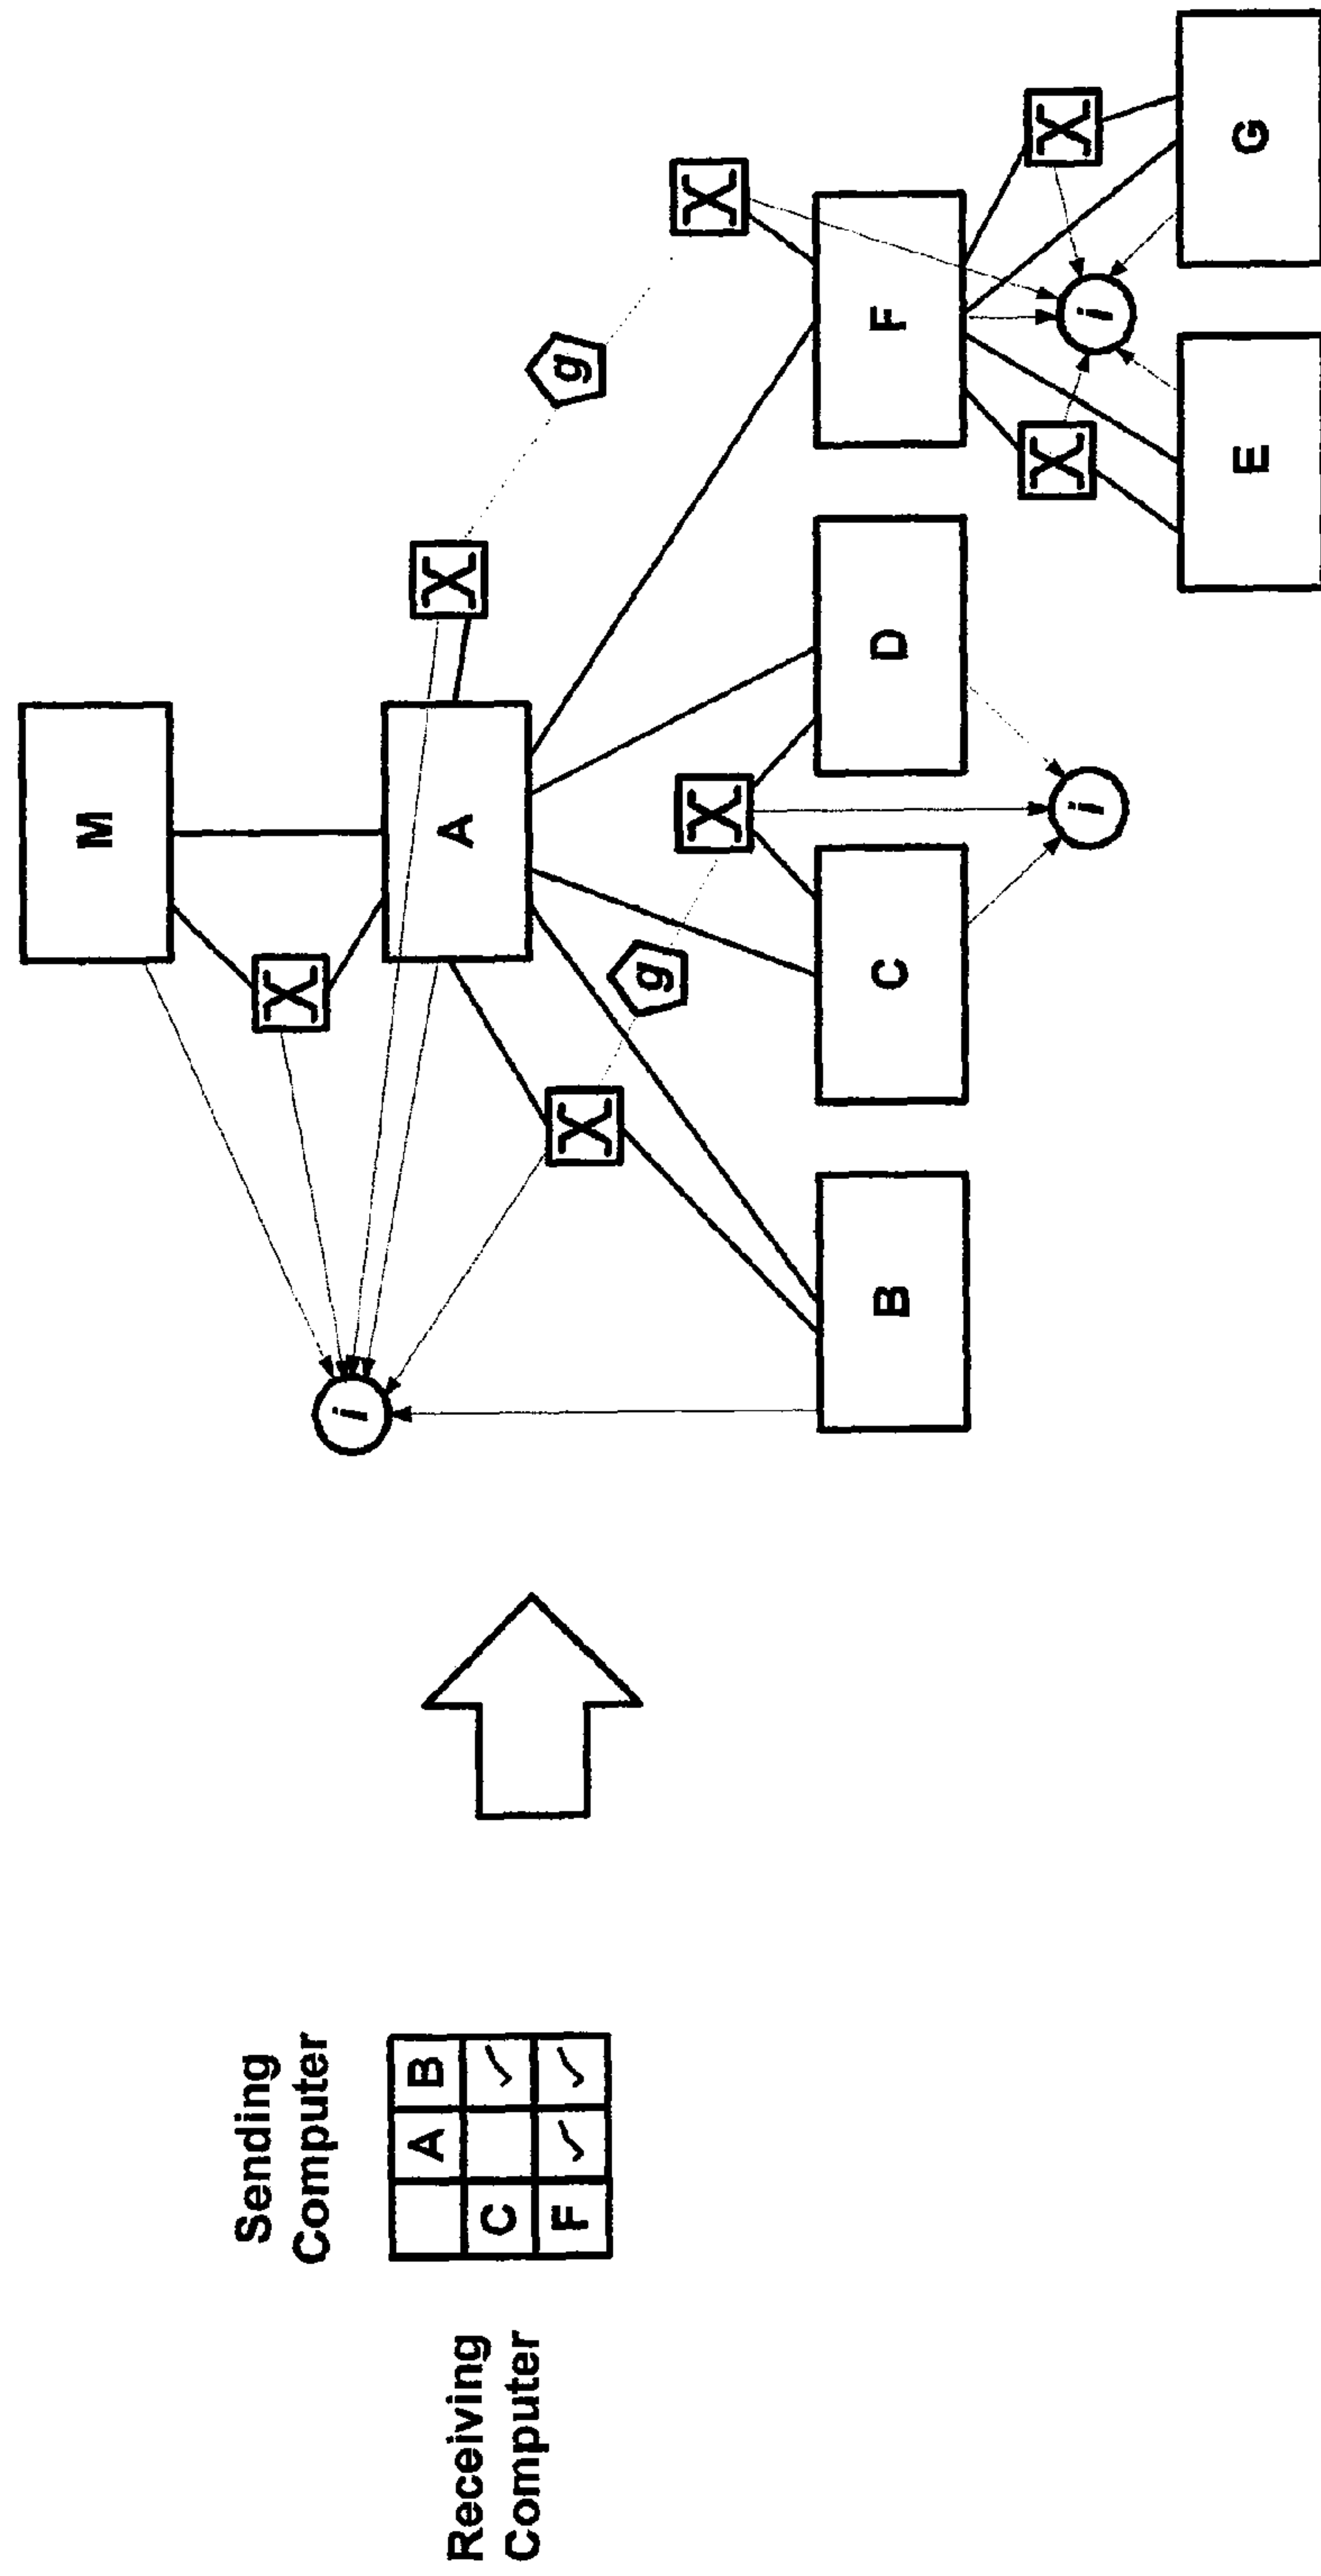 Sending
Computer
Receiving
Computer
A B
C ✓
F ✓ ✓
M
X
i
A
X
g
X
g
X
X
B
C
D
F
X
X
i
i
E
G